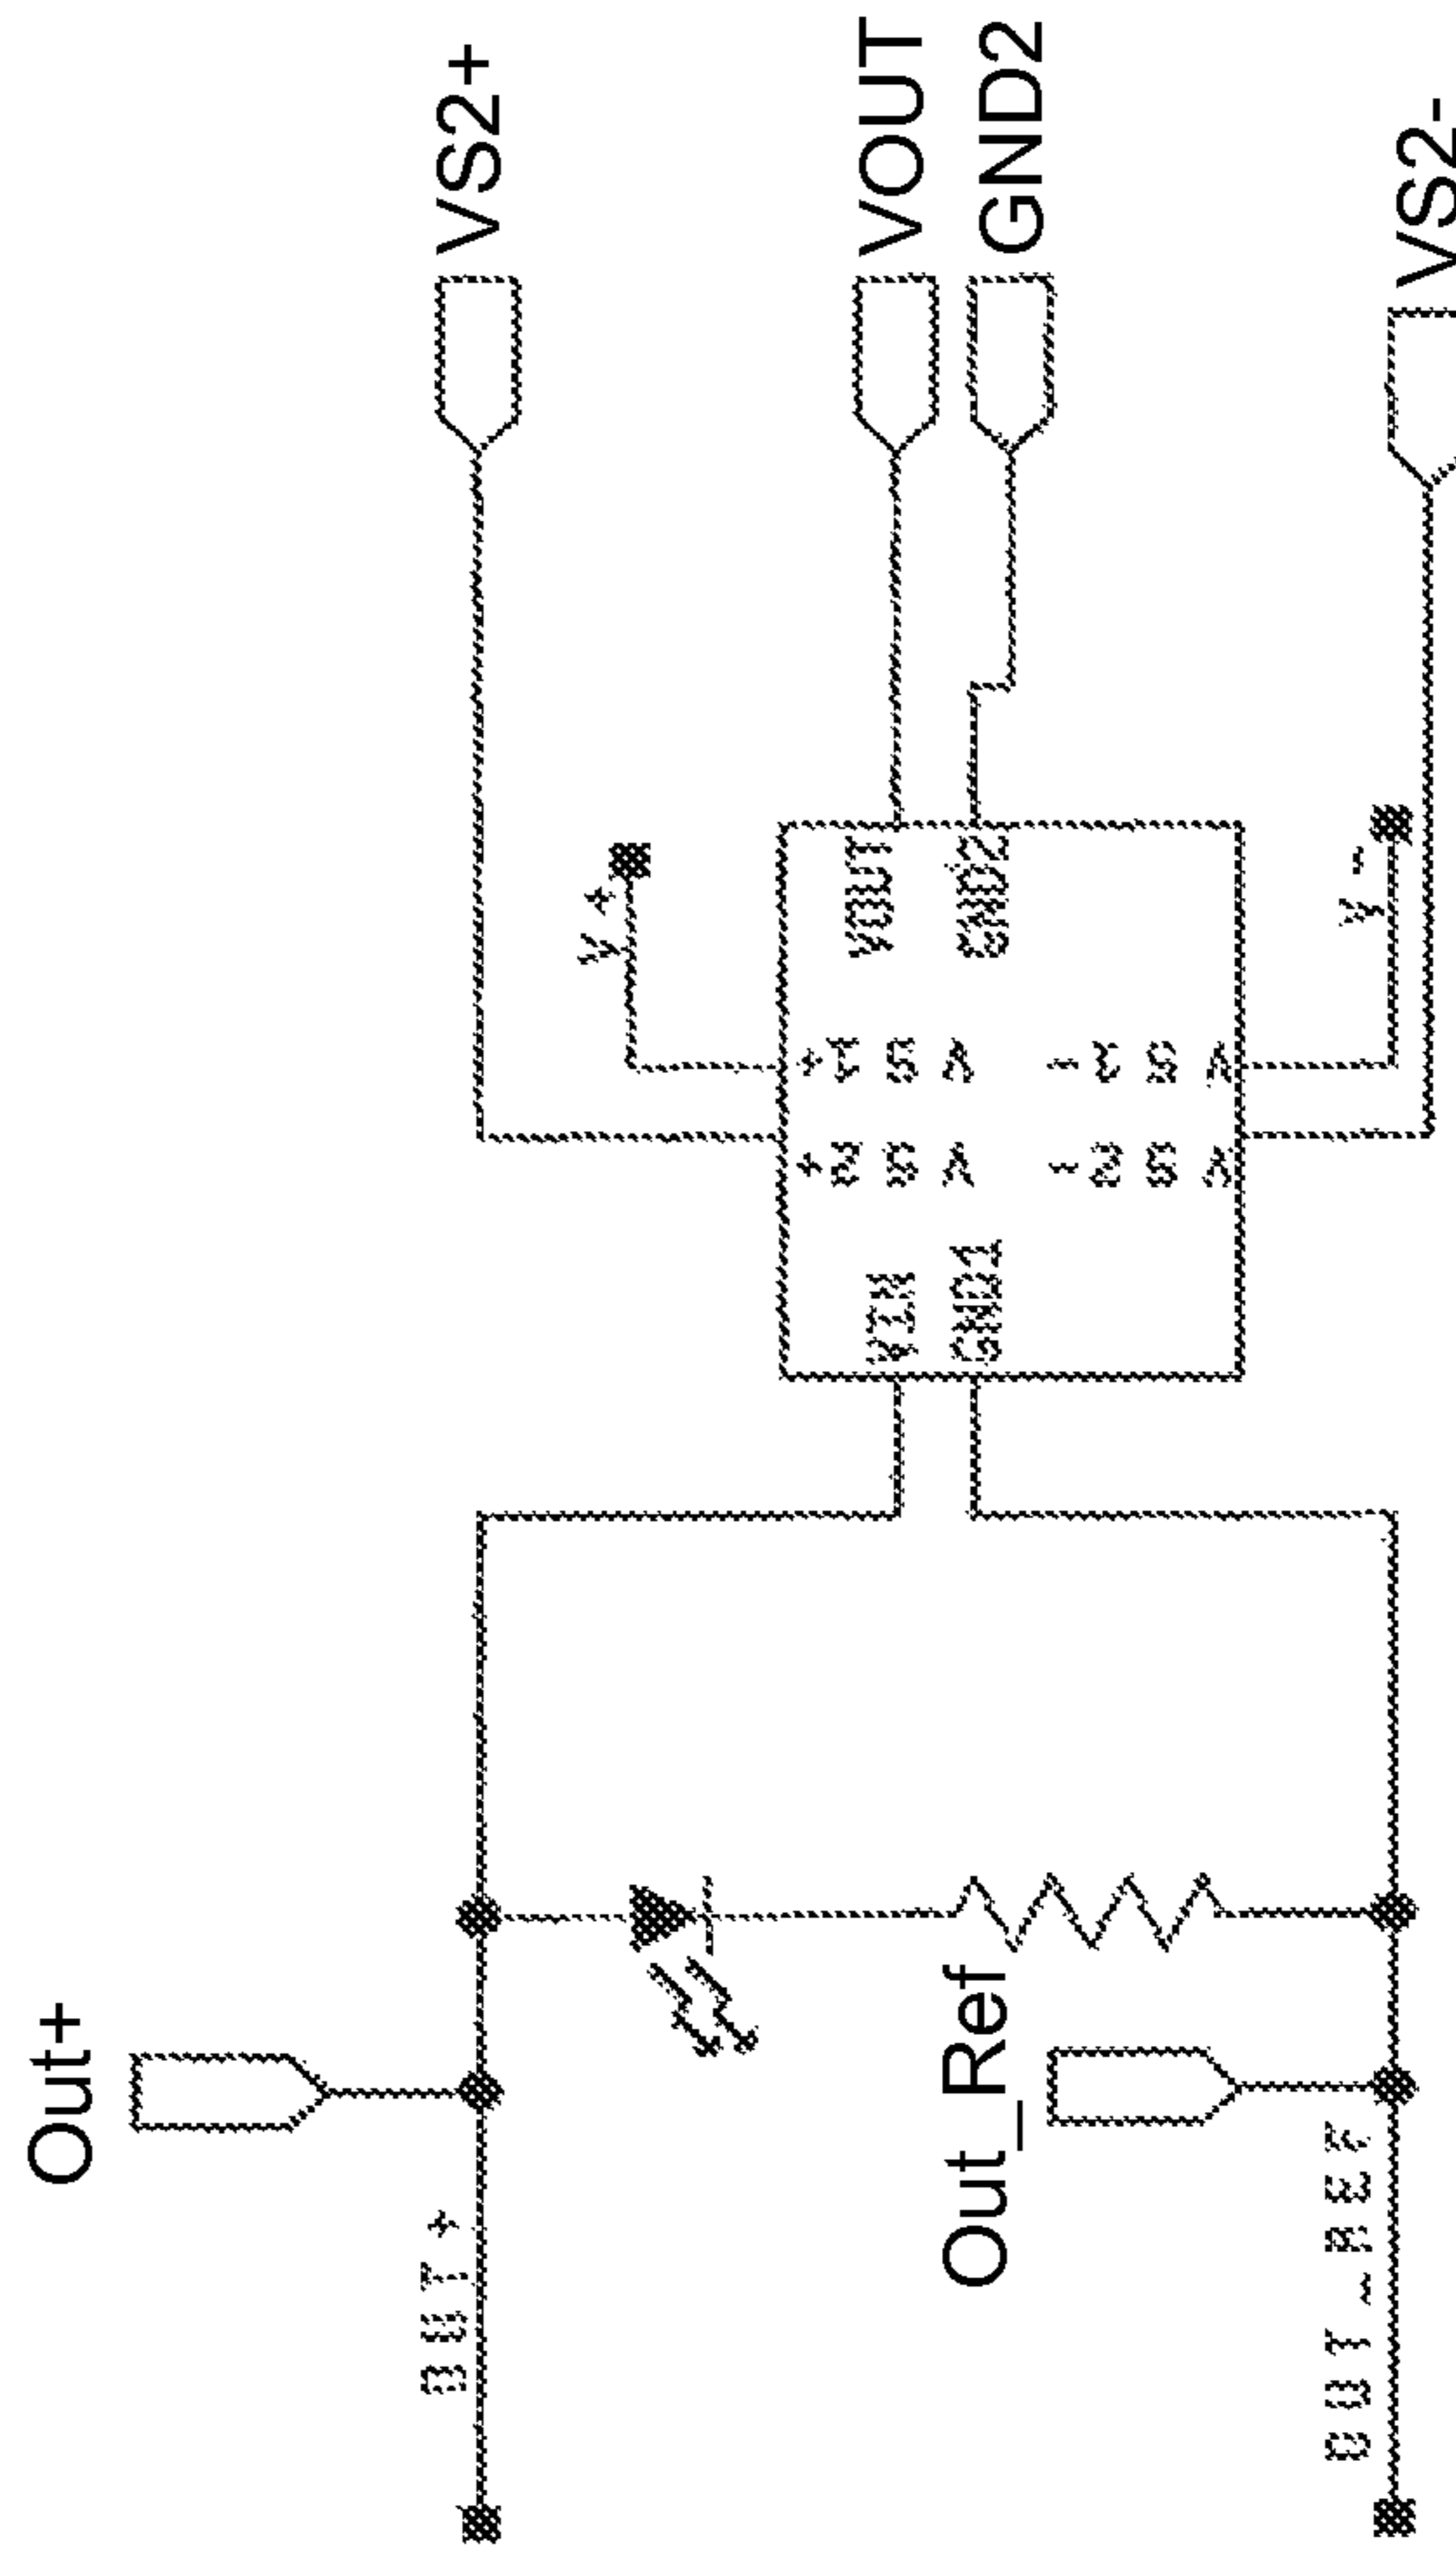 Out+
OUT+
Out_Ref
OUT_REF
VIN
GND1
VS2+
VS1+
VS2-
VS1-
VOUT
GND2
V+
V-
VS2+
VOUT
GND2
VS2-